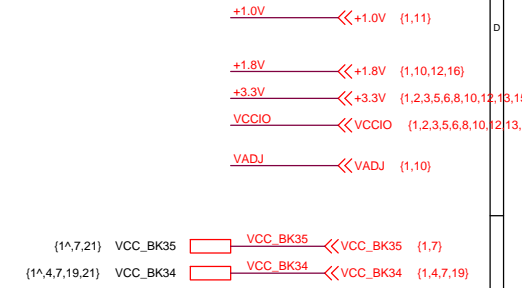 +1.0V +1.0V {1,11}
D
+1.8V +1.8V {1,10,12,16}
+3.3V +3.3V {1,2,3,5,6,8,10,12,13,15
VCCIO VCCIO {1,2,3,5,6,8,10,12,13,
VADJ VADJ {1,10}
{1^,7,21} VCC_BK35 VCC_BK35 VCC_BK35 {1,7}
{1^,4,7,19,21} VCC_BK34 VCC_BK34 VCC_BK34 {1,4,7,19}